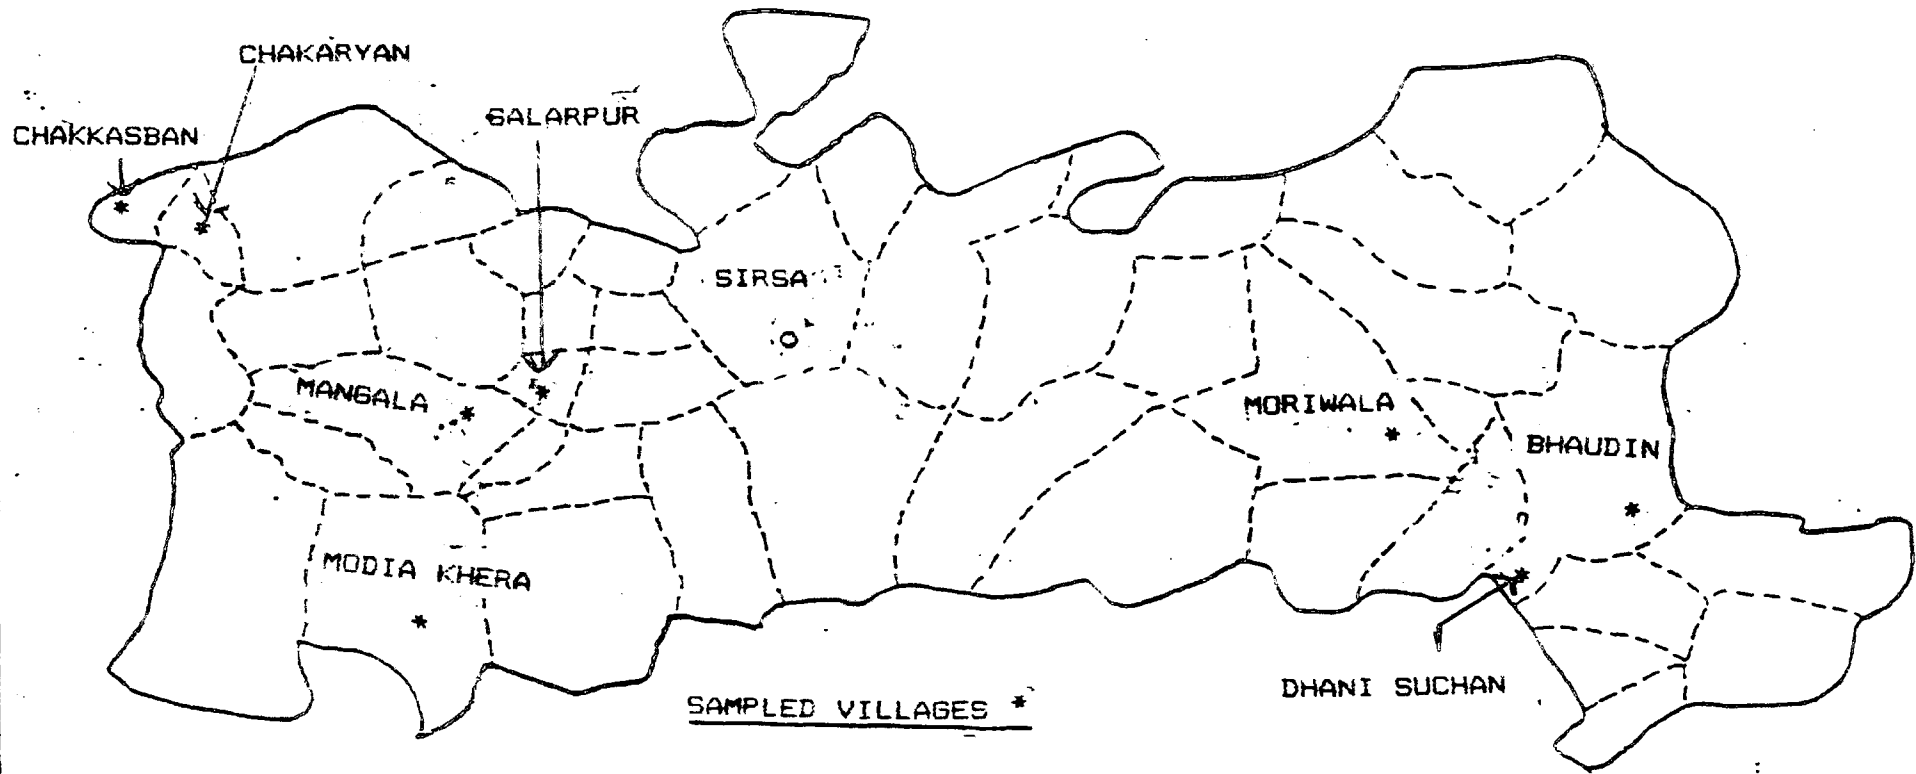 CHAKARYAN
CHAKKASBAN
SALARPUR
SIRSA
MANGALA *
MORIWALA
BHAUDIN
MODIA KHERA
DHANI SUCHAN
SAMPLED VILLAGES *